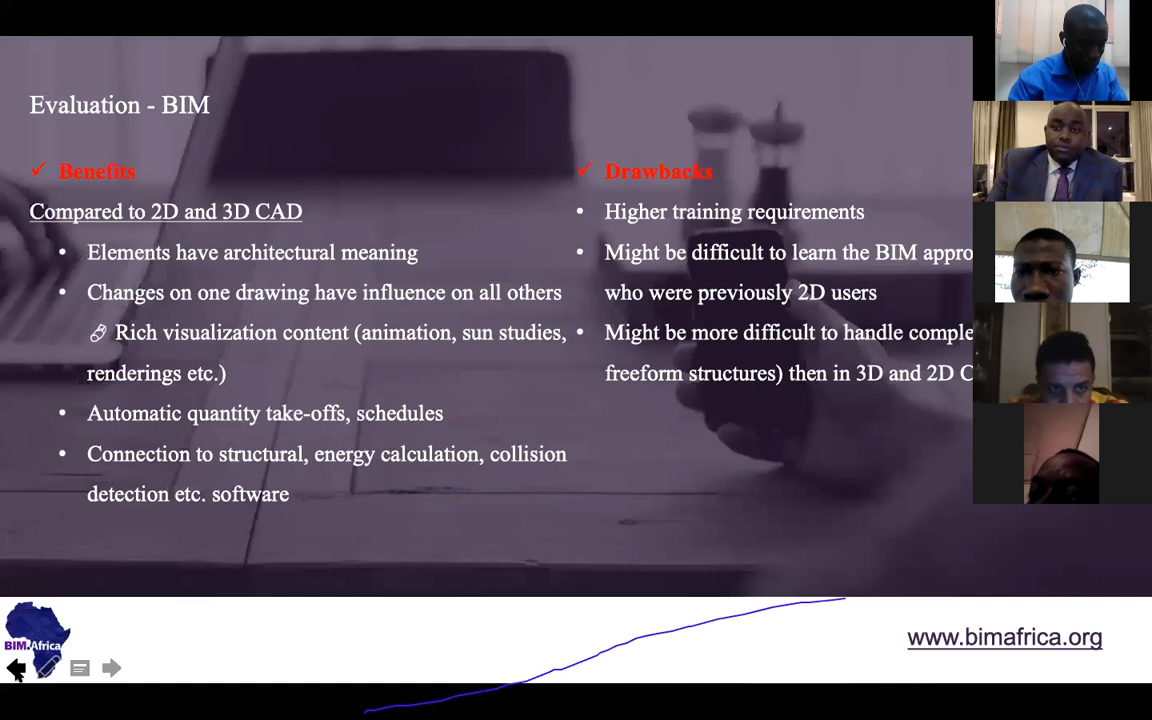 Evaluation - BIM
Benefits
Compared to 2D and 3D CAD
Elements have architectural meaning
Changes on one drawing have influence on all others
Rich visualization content (animation, sun studies,
renderings etc.)
Automatic quantity take-offs, schedules
Connection to structural, energy calculation, collision
detection etc. software
Drawbacks
Higher training requirements
Might be difficult to learn the BIM
who were previously 2D users
Might be more difficult to handle
freeform structures) then in 3D and 2D
BIM Africa
www.bimafrica.org